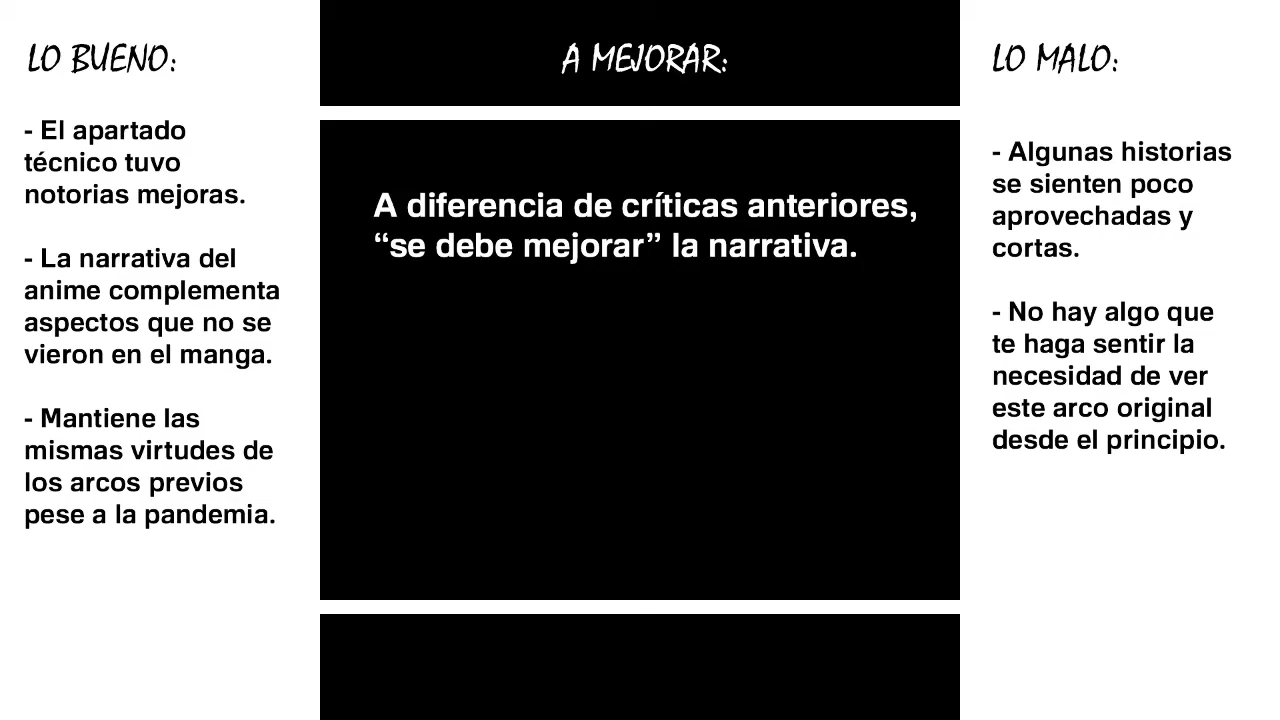 LO BUENO:
- El apartado
técnico tuvo
notorias mejoras.
- La narrativa del
anime complementa
aspectos que no se
vieron en el manga.
- Mantiene las
mismas virtudes de
los arcos previos
pese a la pandemia.
A MEJORAR:
A diferencia de críticas anteriores,
“se debe mejorar” la narrativa.
LO MALO:
- Algunas historias
se sienten poco
aprovechadas y
cortas.
- No hay algo que
te haga sentir la
necesidad de ver
este arco original
desde el principio.